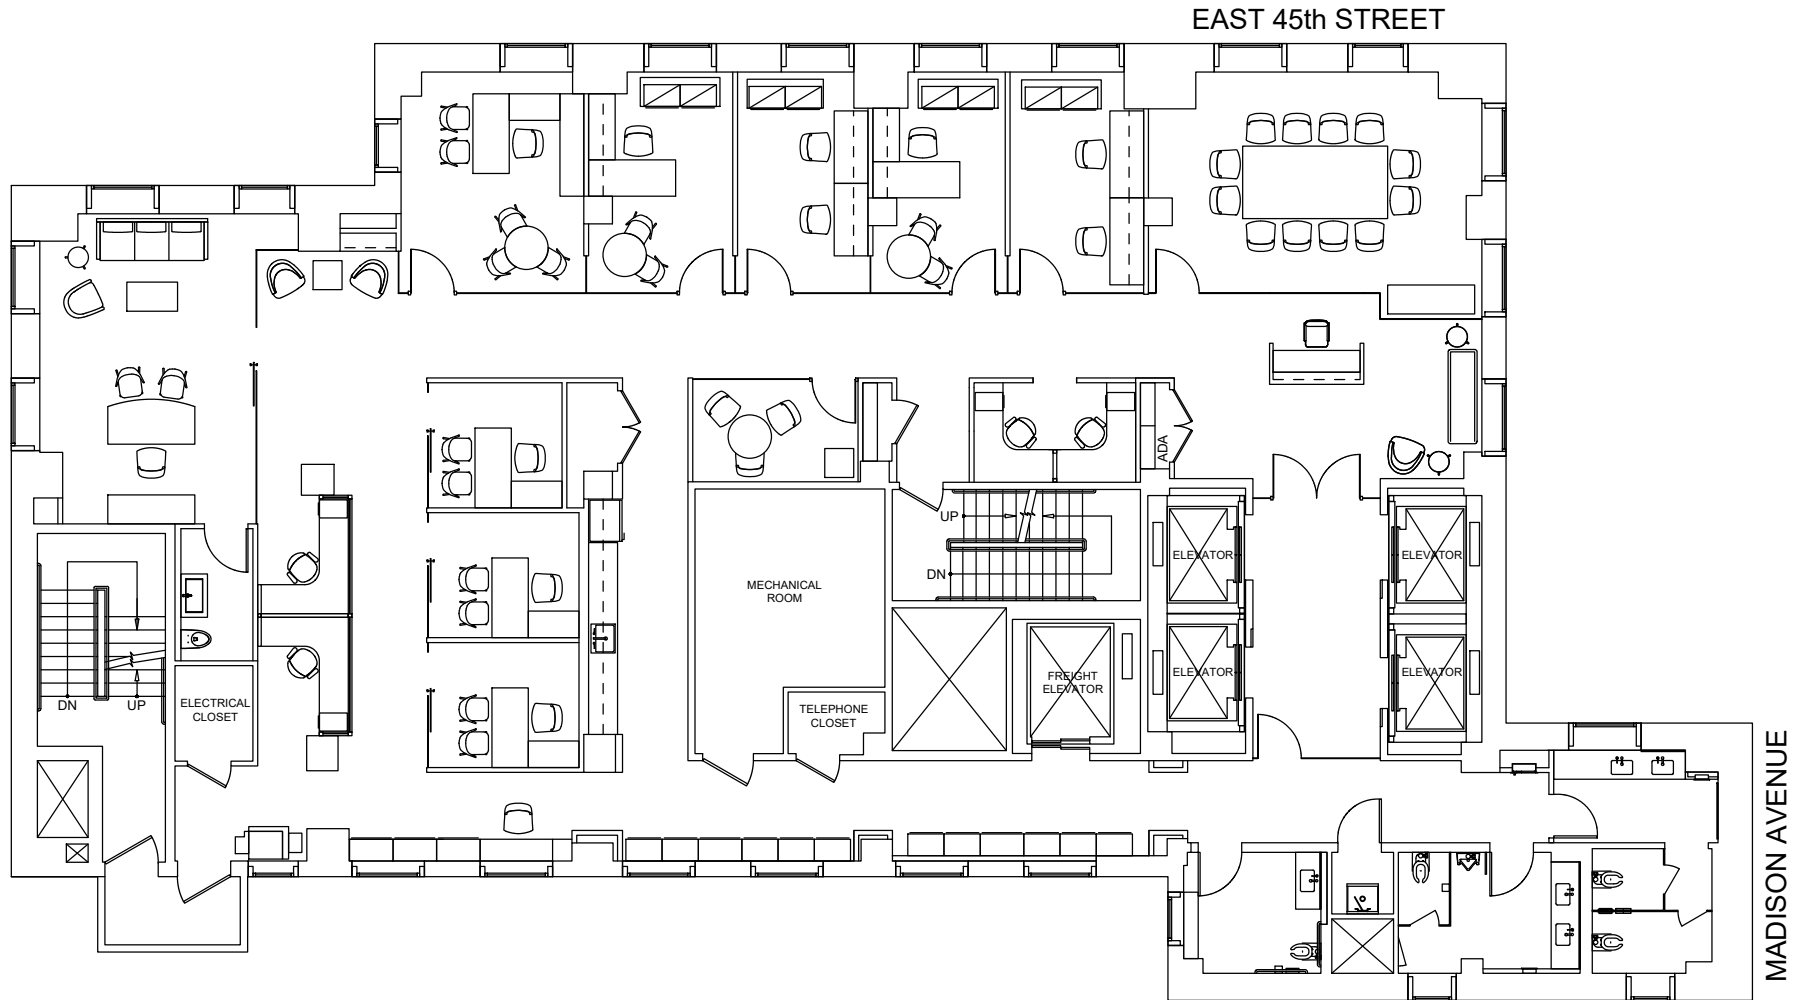 EAST 45th STREET
ADA
UP
DN
ELEVATOR
ELEVATOR
MECHANICAL
ROOM
ELEVATOR
ELEVATOR
FREIGHT
ELEVATOR
DN
UP
ELECTRICAL
CLOSET
TELEPHONE
CLOSET
MADISON AVENUE